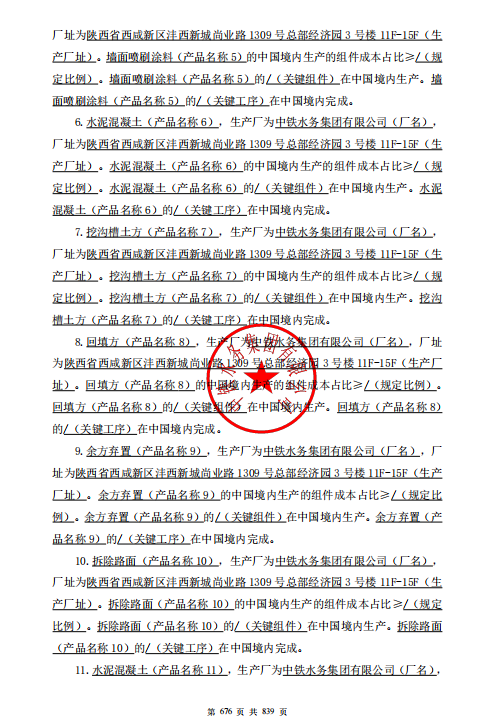 厂址为陕西省西咸新区沣西新城尚业路 1309 号总部经济园 3 号楼 11F-15F（生
产厂址）。墙面喷刷涂料（产品名称 5）的中国境内生产的组件成本占比≥/（规
定比例）。墙面喷刷涂料（产品名称 5）的/（关键组件）在中国境内生产。墙
面喷刷涂料（产品名称 5）的/（关键工序）在中国境内完成。
6. 水泥混凝土（产品名称 6），生产厂为中铁水务集团有限公司（厂名），
厂址为陕西省西咸新区沣西新城尚业路 1309 号总部经济园 3 号楼 11F-15F（生
产厂址）。水泥混凝土（产品名称 6）的中国境内生产的组件成本占比≥/（规
定比例）。水泥混凝土（产品名称 6）的/（关键组件）在中国境内生产。水泥
混凝土（产品名称 6）的/（关键工序）在中国境内完成。
7. 挖沟槽土方（产品名称 7），生产厂为中铁水务集团有限公司（厂名），
厂址为陕西省西咸新区沣西新城尚业路 1309 号总部经济园 3 号楼 11F-15F（生
产厂址）。挖沟槽土方（产品名称 7）的中国境内生产的组件成本占比≥/（规
定比例）。挖沟槽土方（产品名称 7）的/（关键组件）在中国境内生产。挖沟
槽土方（产品名称 7）的/（关键工序）在中国境内完成。
8. 回填方（产品名称 8），生产厂为中铁水务集团有限公司（厂名），厂址
为陕西省西咸新区沣西新城尚业路 1309 号总部经济园 3 号楼 11F-15F（生产厂
址）。回填方（产品名称 8）的中国境内生产的组件成本占比≥/（规定比例）。
回填方（产品名称 8）的/（关键组件）在中国境内生产。回填方（产品名称 8）
的/（关键工序）在中国境内完成。
9. 余方弃置（产品名称 9），生产厂为中铁水务集团有限公司（厂名），厂
址为陕西省西咸新区沣西新城尚业路 1309 号总部经济园 3 号楼 11F-15F（生产
厂址）。余方弃置（产品名称 9）的中国境内生产的组件成本占比≥/（规定比
例）。余方弃置（产品名称 9）的/（关键组件）在中国境内生产。余方弃置（产
品名称 9）的/（关键工序）在中国境内完成。
10. 拆除路面（产品名称 10），生产厂为中铁水务集团有限公司（厂名），
厂址为陕西省西咸新区沣西新城尚业路 1309 号总部经济园 3 号楼 11F-15F（生
产厂址）。拆除路面（产品名称 10）的中国境内生产的组件成本占比≥/（规定
比例）。拆除路面（产品名称 10）的/（关键组件）在中国境内生产。拆除路面
（产品名称 10）的/（关键工序）在中国境内完成。
11. 水泥混凝土（产品名称 11），生产厂为中铁水务集团有限公司（厂名），
中铁水务集团有限公司
第 676 页 共 839 页